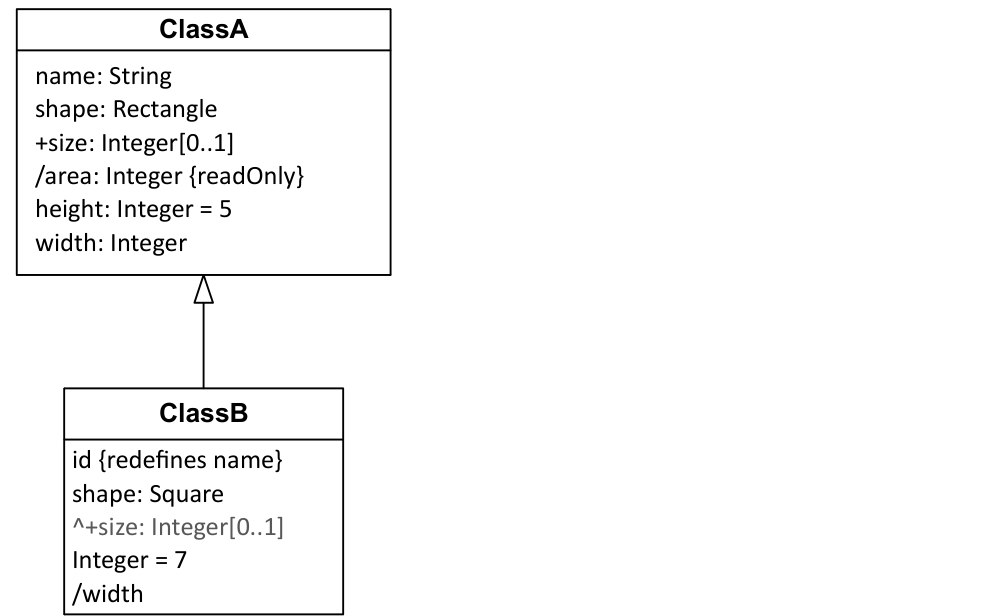 ClassA
name: String
shape: Rectangle
+size: Integer[0..1]
/area: Integer {readOnly}
height: Integer = 5
width: Integer
ClassB
id {redefines name}
shape: Square
^+size: Integer[0..1]
Integer = 7
/width